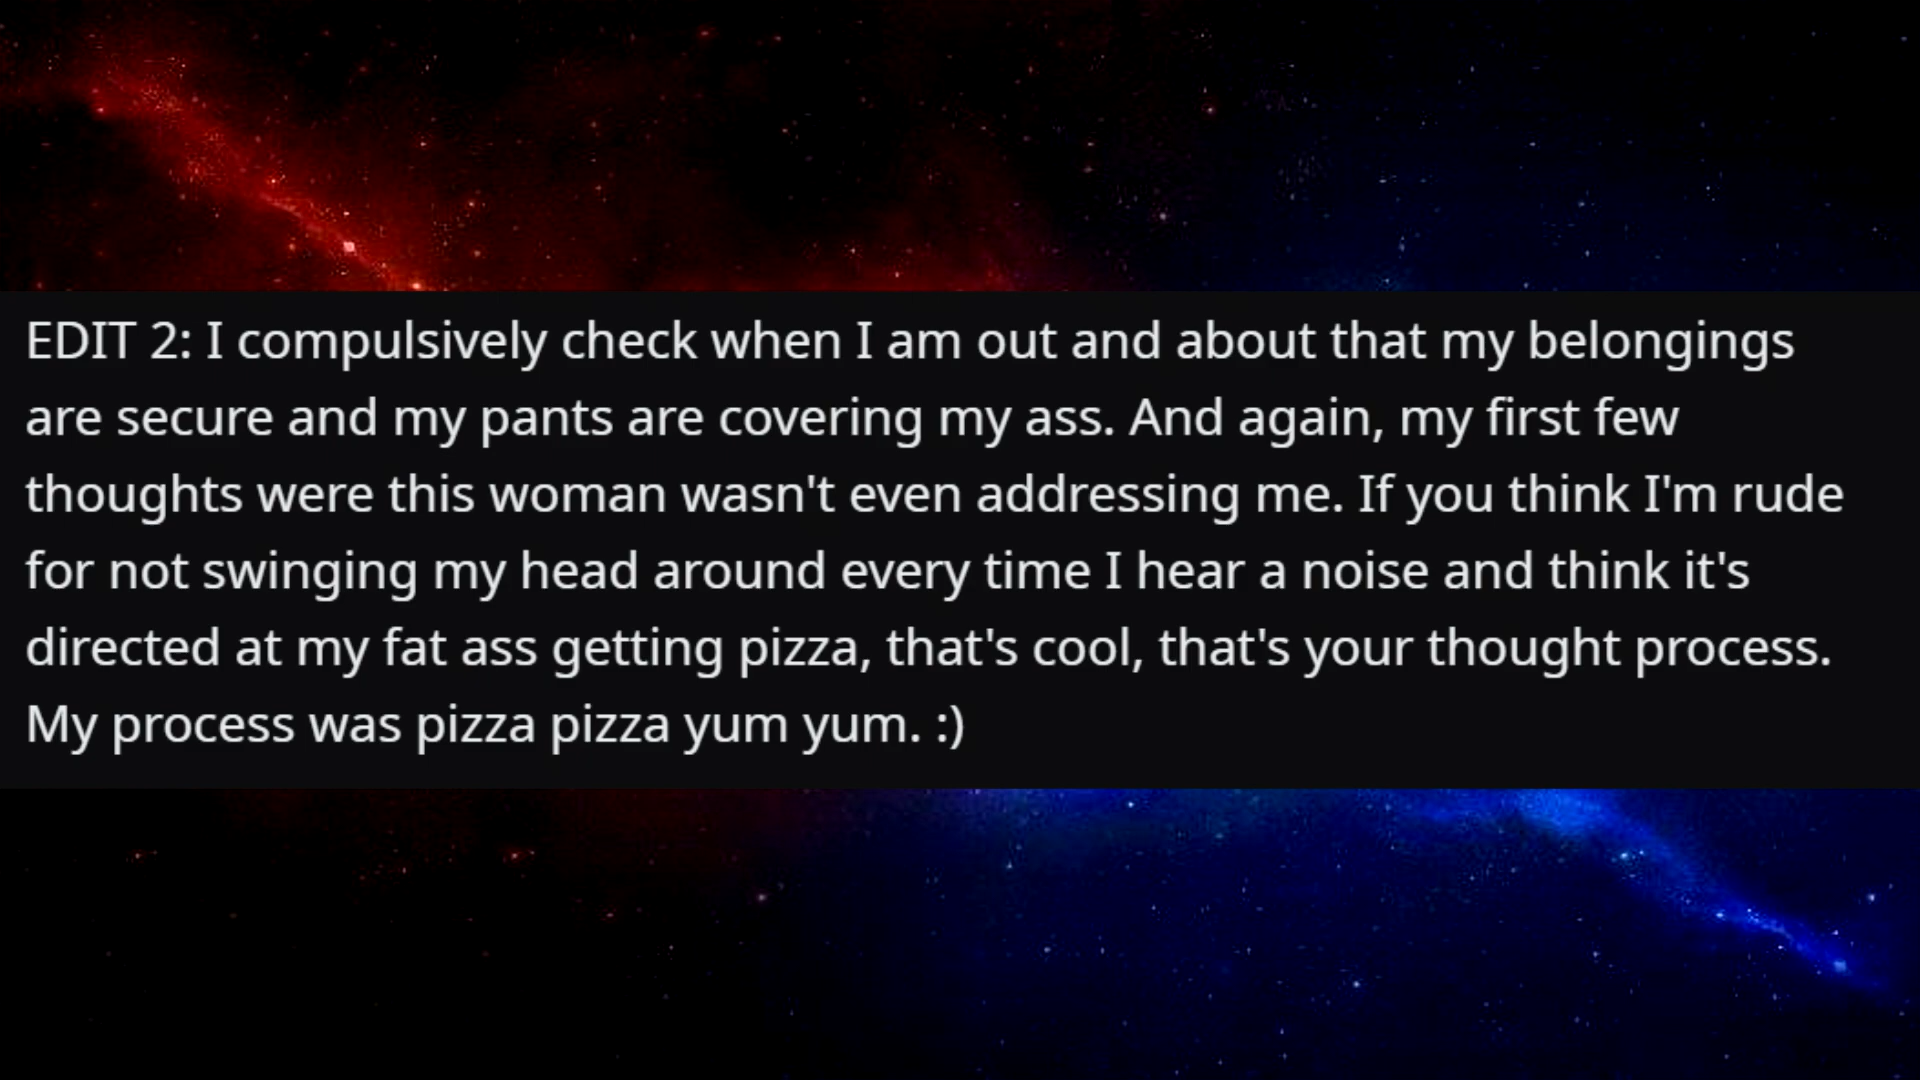 EDIT 2: I compulsively check when I am out and about that my belongings
are secure and my pants are covering my ass. And again, my first few
thoughts were this woman wasn't even addressing me. If you think I'm rude
for not swinging my head around every time I hear a noise and think it's
directed at my fat ass getting pizza, that's cool, that's your thought process.
My process was pizza pizza yum yum. :)